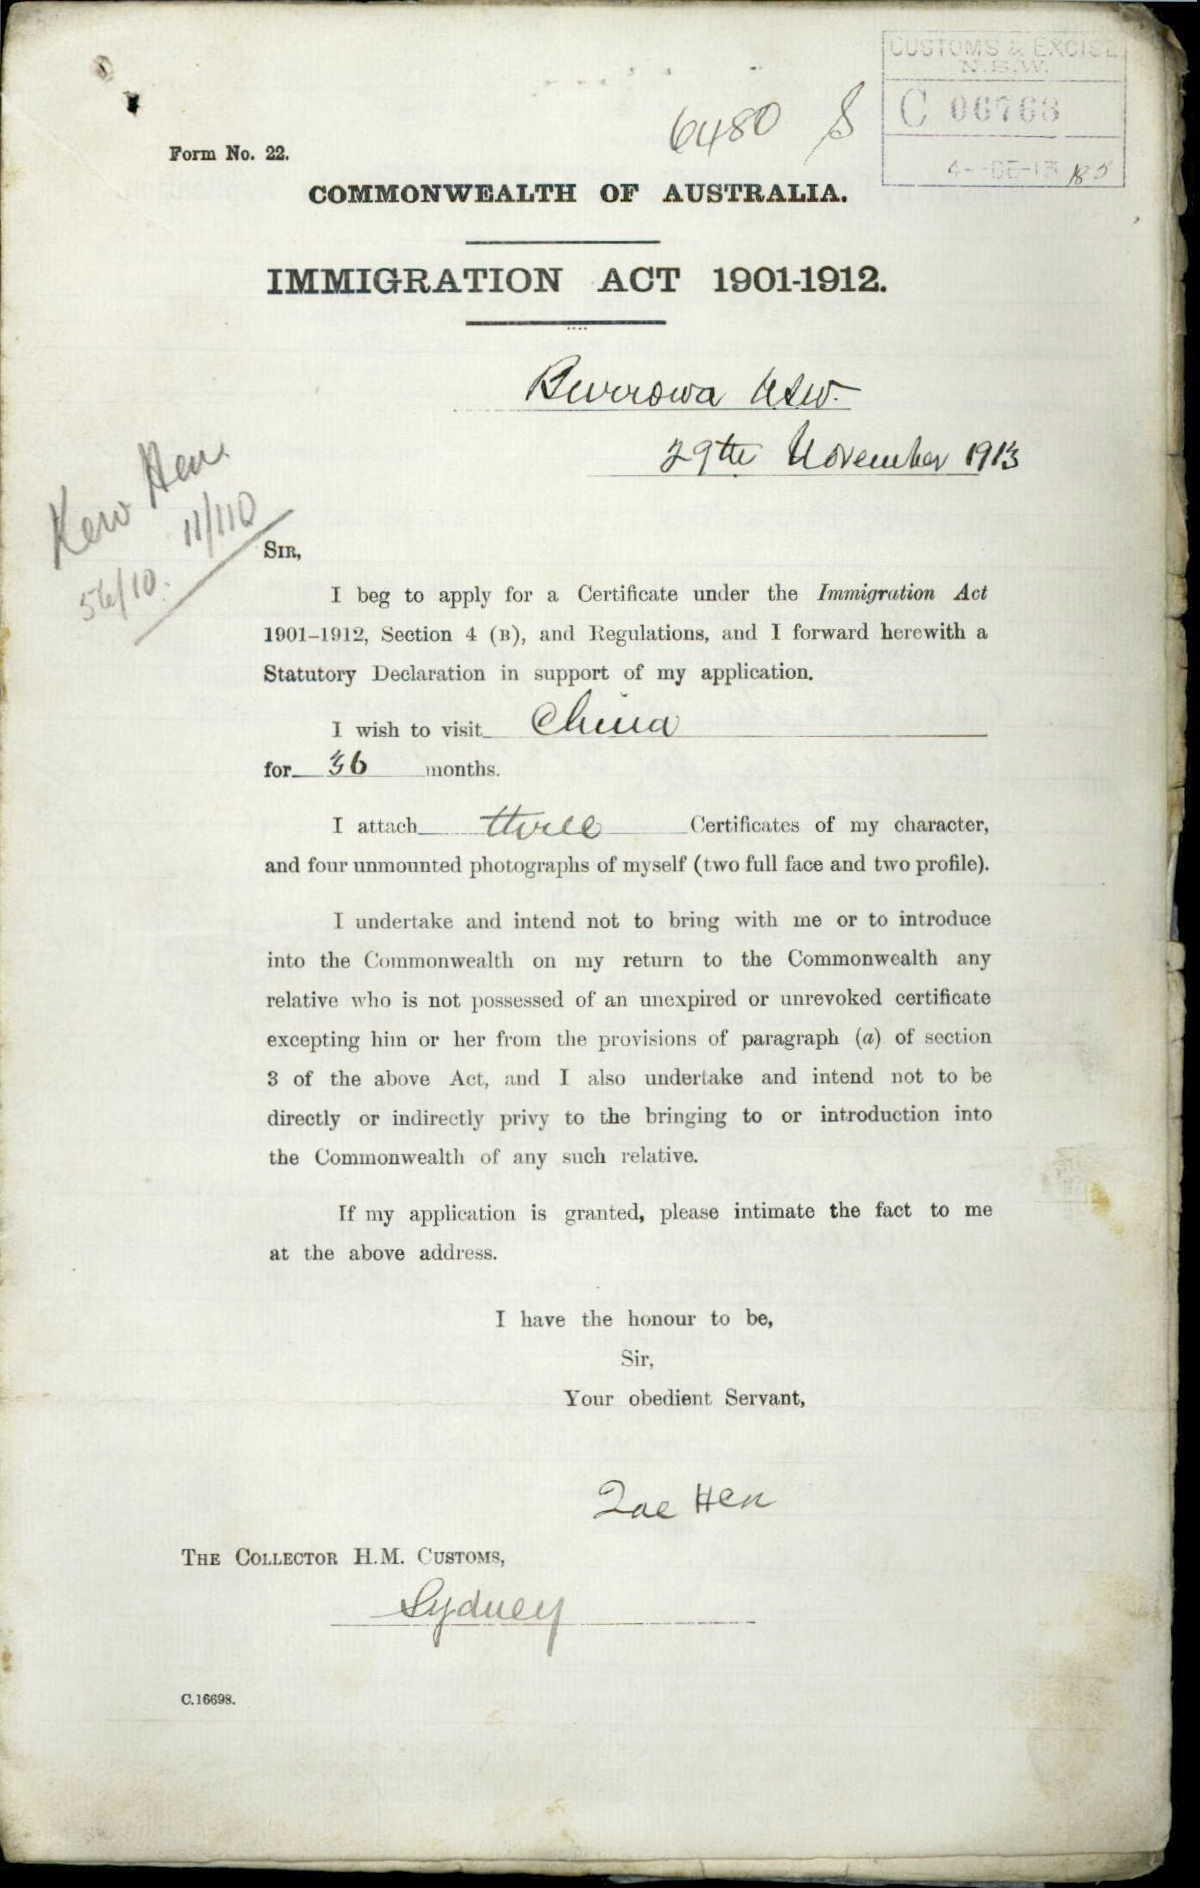 CUSTOMS & EXCISE
N.S.W.
C 06768
4--DE-13
6480 S
Form No. 22.
COMMONWEALTH OF AUSTRALIA.
IMMIGRATION ACT 1901-1912.
Burrowa NSW.
29th November 1913
Kew Hen
11/110
56/10.
SIR,
I beg to apply for a Certificate under the Immigration Act
1901–1912, Section 4 (B), and Regulations, and I forward herewith a
Statutory Declaration in support of my application.
I wish to visit China
for 36 months.
I attach three Certificates of my character,
and four unmounted photographs of myself (two full face and two profile).
I undertake and intend not to bring with me or to introduce
into the Commonwealth on my return to the Commonwealth any
relative who is not possessed of an unexpired or unrevoked certificate
excepting him or her from the provisions of paragraph (a) of section
3 of the above Act, and I also undertake and intend not to be
directly or indirectly privy to the bringing to or introduction into
the Commonwealth of any such relative.
If my application is granted, please intimate the fact to me
at the above address.
I have the honour to be,
Sir,
Your obedient Servant,
Hen
THE COLLECTOR H.M. CUSTOMS,
Sydney
C.16698.